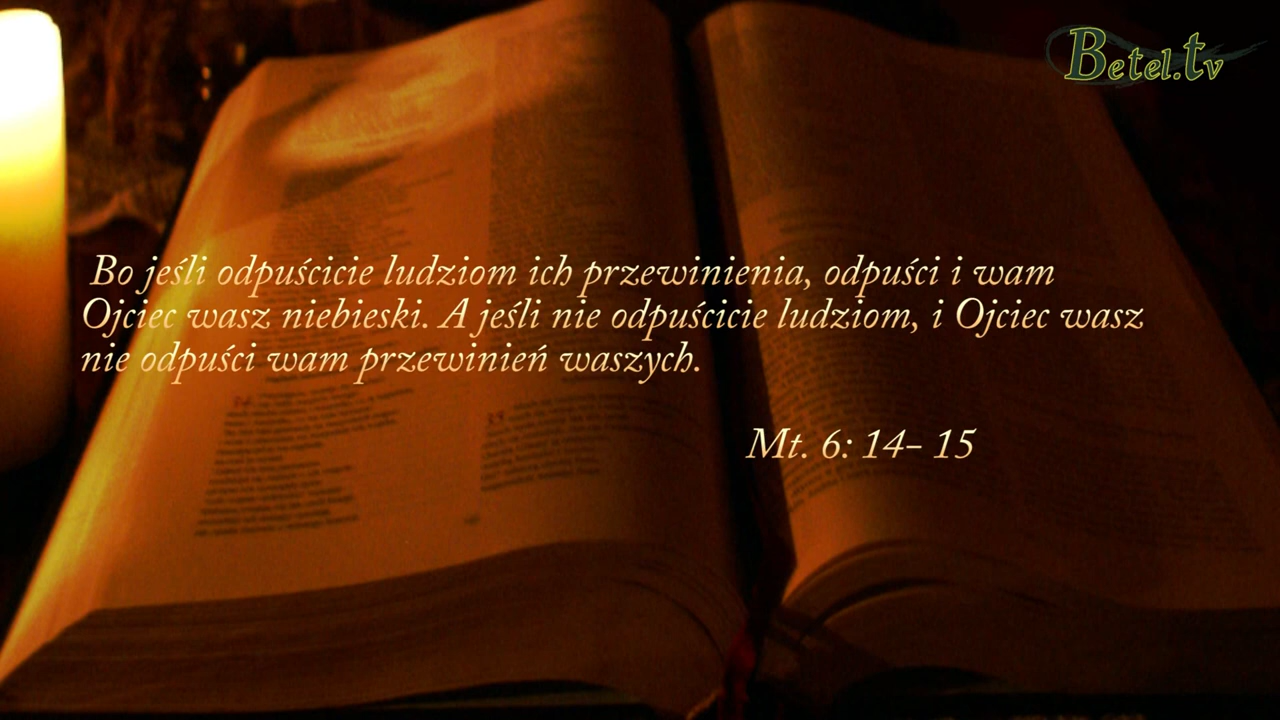 Betel.tv
Bo jeśli odpuścicie ludziom ich przewinienia, odpuści i wam
Ojciec wasz niebieski. A jeśli nie odpuścicie ludziom, i Ojciec wasz
nie odpuści wam przewinień waszych.
Mt. 6: 14- 15